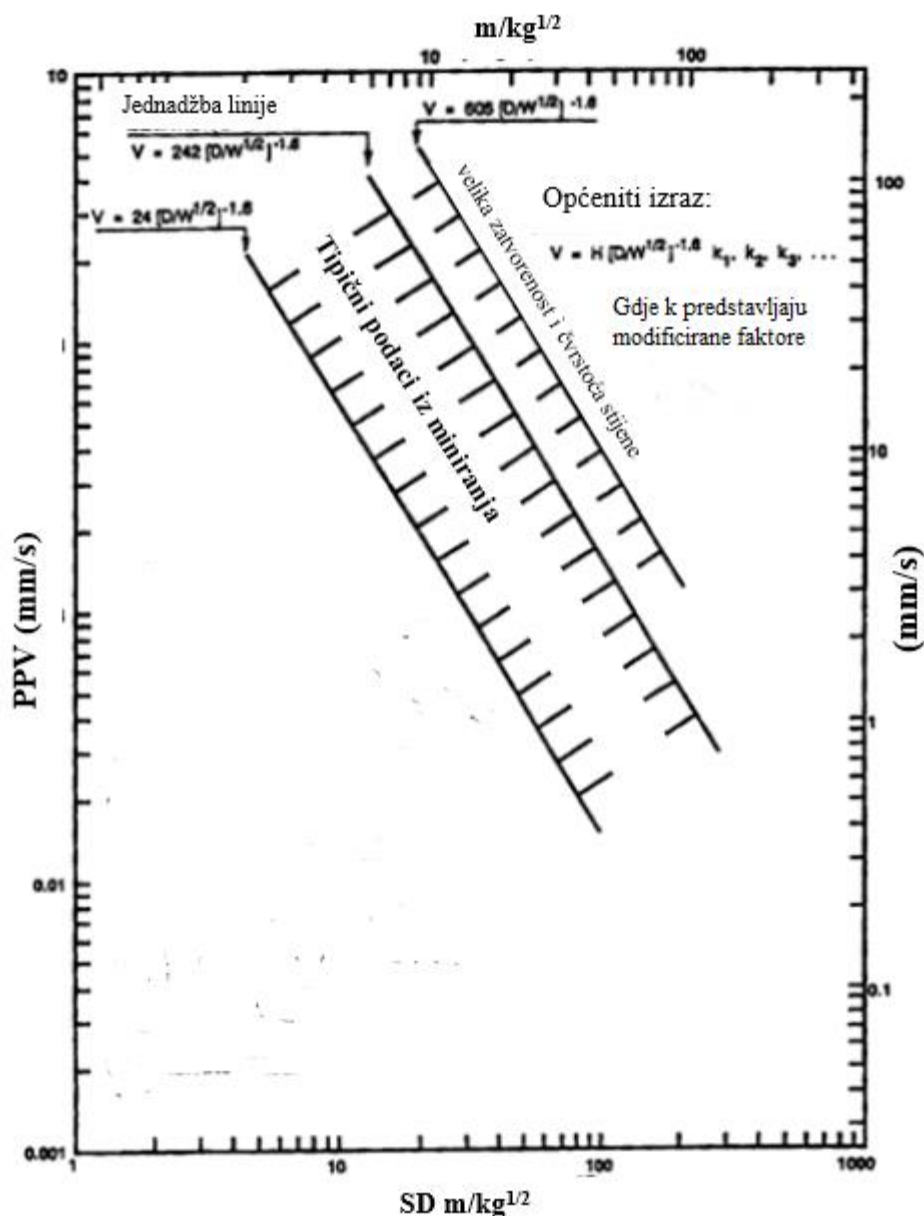 m/kg1/2
10 100
10
Jednadžba linije
V = 605 [D/W1/2] -1.6
V = 242 [D/W1/2]-1.6
V = 24 [D/W1/2]-1.6
velika zatvorenost i čvrstoća stijene
Tipični podaci iz miniranja
Općeniti izraz:
V = H [D/W1/2]-1.6 k1, k2, k3, ...
Gdje k predstavljaju
modificirane faktore
100
1
10
PPV (mm/s)
(mm/s)
1
1
0.01
0.1
0.001
1 10 100 1000
SD m/kg1/2